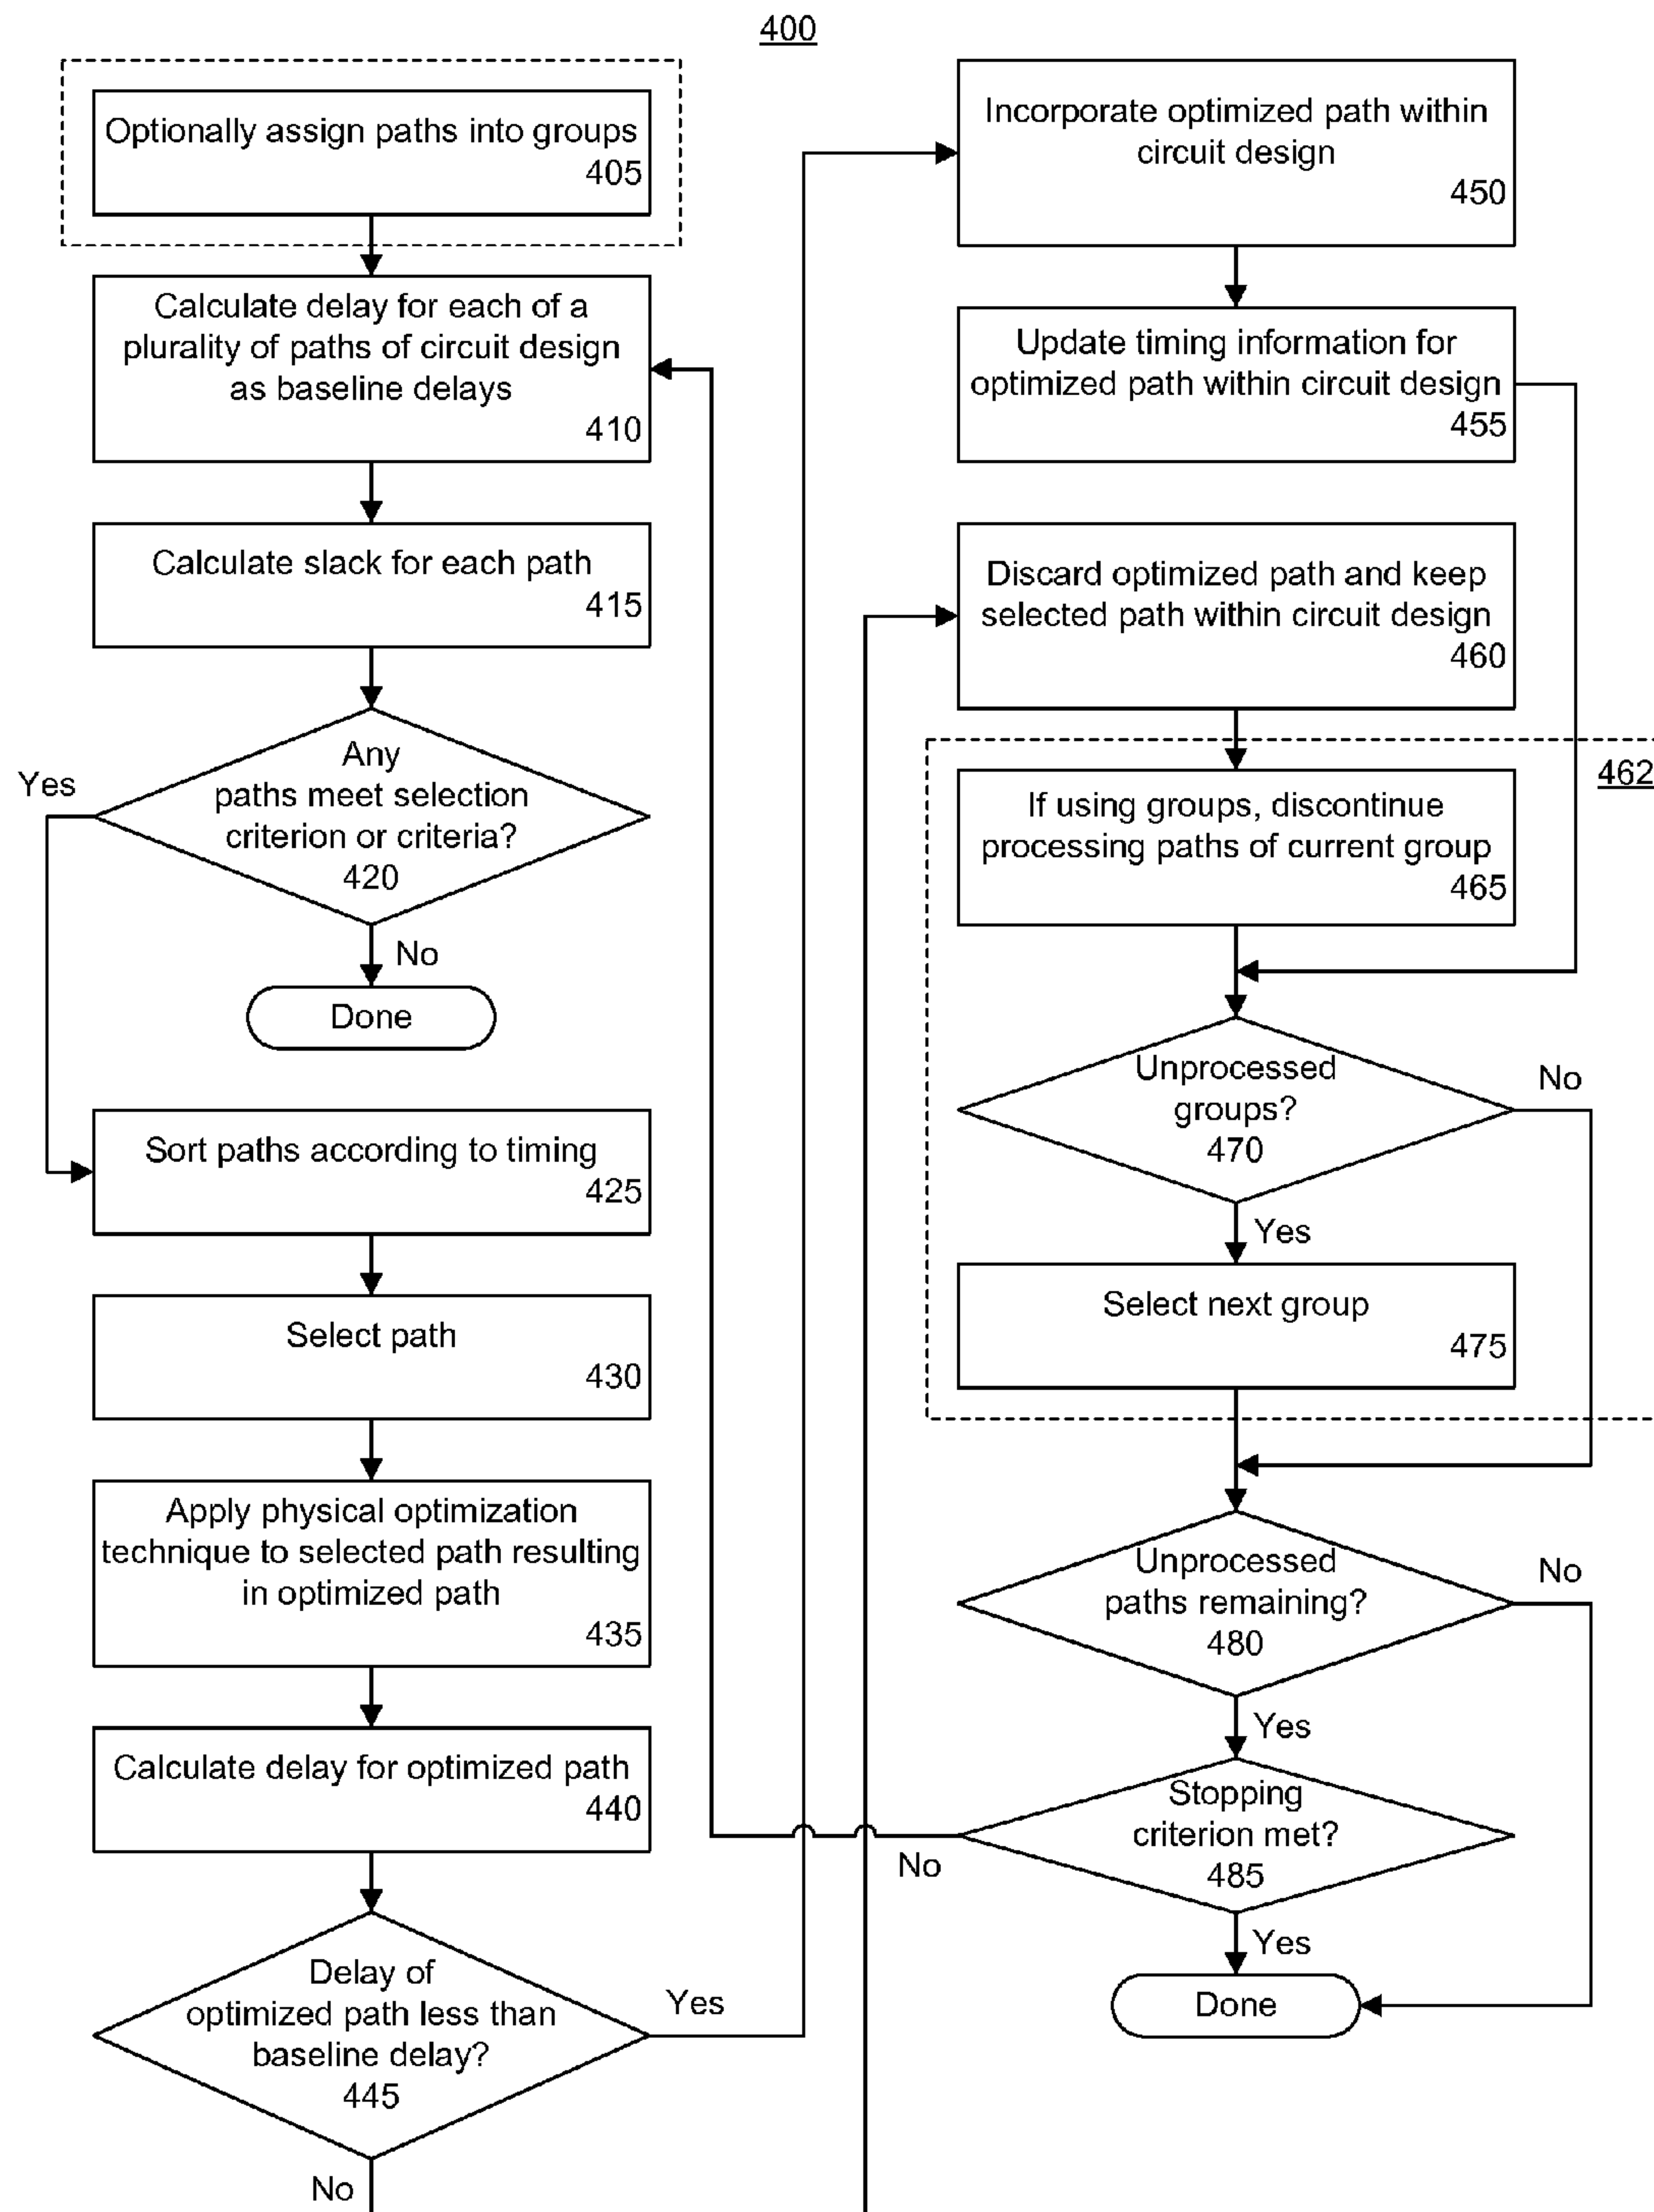 400
Optionally assign paths into groups
405
Calculate delay for each of a
plurality of paths of circuit design
as baseline delays
410
Calculate slack for each path
415
Any
paths meet selection
criterion or criteria?
420
Yes
No
Done
Sort paths according to timing
425
Select path
430
Apply physical optimization
technique to selected path resulting
in optimized path
435
Calculate delay for optimized path
440
Delay of
optimized path less than
baseline delay?
445
Yes
No
Incorporate optimized path within
circuit design
450
Update timing information for
optimized path within circuit design
455
Discard optimized path and keep
selected path within circuit design
460
462
If using groups, discontinue
processing paths of current group
465
Unprocessed
groups?
470
No
Yes
Select next group
475
Unprocessed
paths remaining?
480
No
Yes
Stopping
criterion met?
485
No
Yes
Done